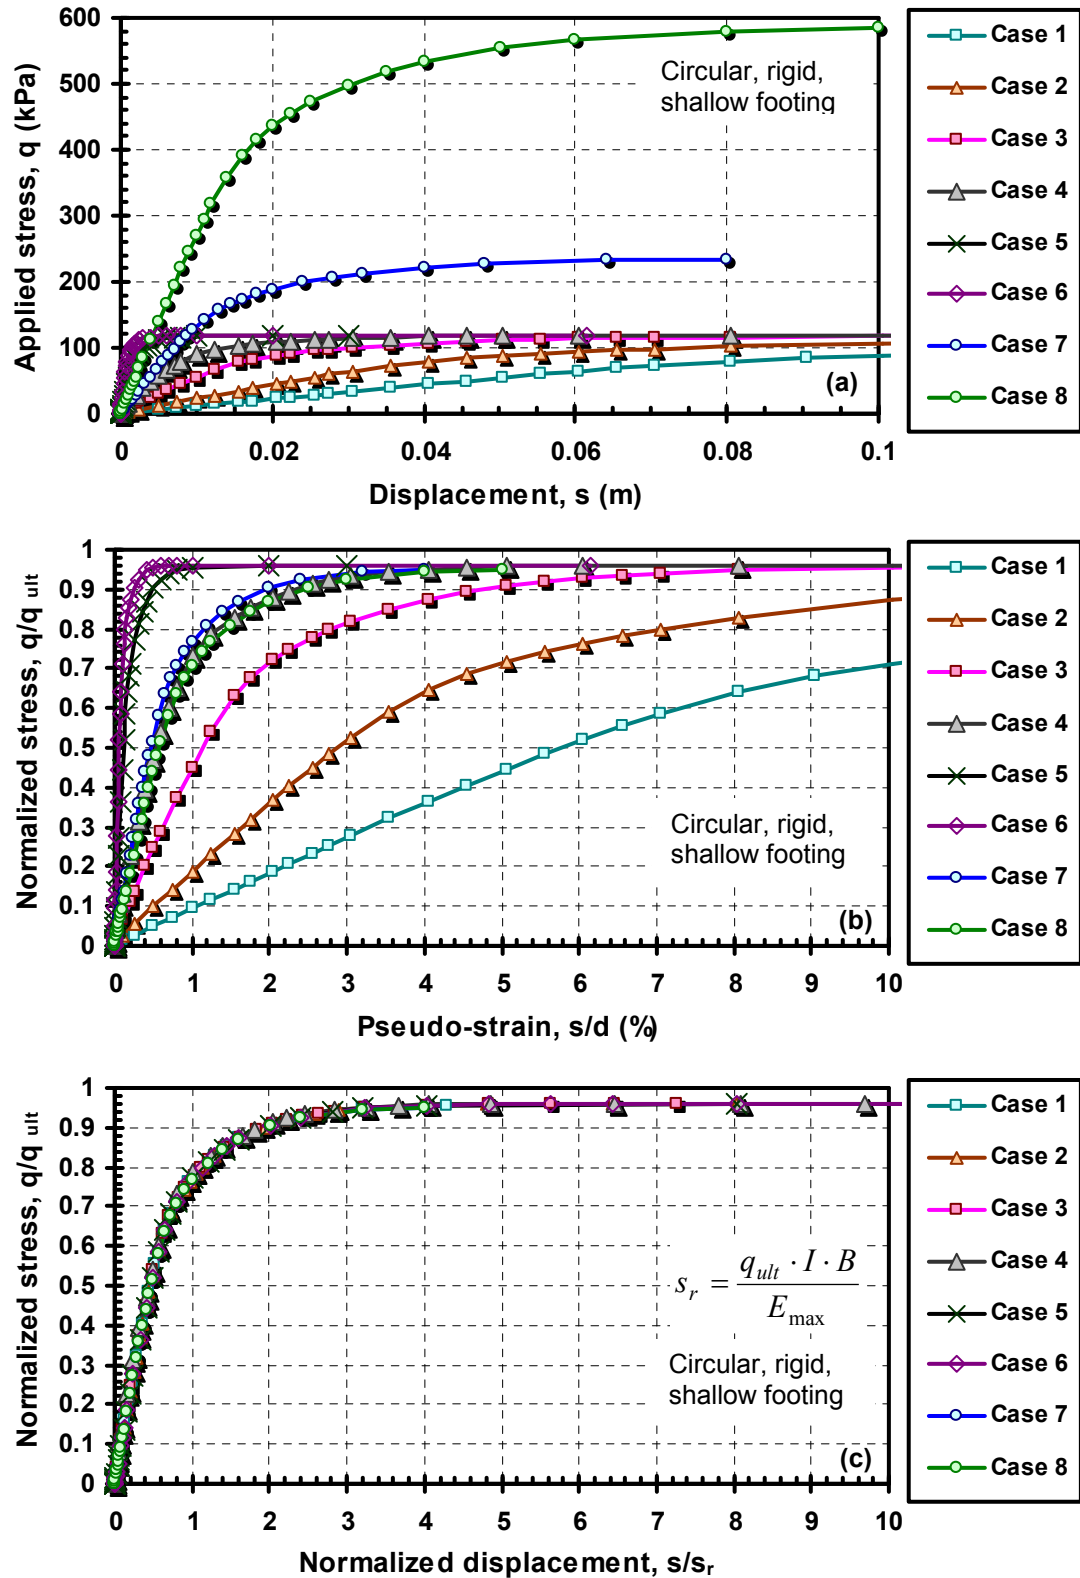 600
500
400
300
200
100
0
Applied stress, q (kPa)
Circular, rigid,
shallow footing
(a)
0 0.02 0.04 0.06 0.08 0.1
Displacement, s (m)
Case 1
Case 2
Case 3
Case 4
Case 5
Case 6
Case 7
Case 8
1
0.9
0.8
0.7
0.6
0.5
0.4
0.3
0.2
0.1
0
Normalized stress, q/q ult
Circular, rigid,
shallow footing
(b)
0 1 2 3 4 5 6 7 8 9 10
Pseudo-strain, s/d (%)
Case 1
Case 2
Case 3
Case 4
Case 5
Case 6
Case 7
Case 8
1
0.9
0.8
0.7
0.6
0.5
0.4
0.3
0.2
0.1
0
Normalized stress, q/q ult
s_r = q_ult · I · B / E_max
Circular, rigid,
shallow footing
(c)
0 1 2 3 4 5 6 7 8 9 10
Normalized displacement, s/s_r
Case 1
Case 2
Case 3
Case 4
Case 5
Case 6
Case 7
Case 8